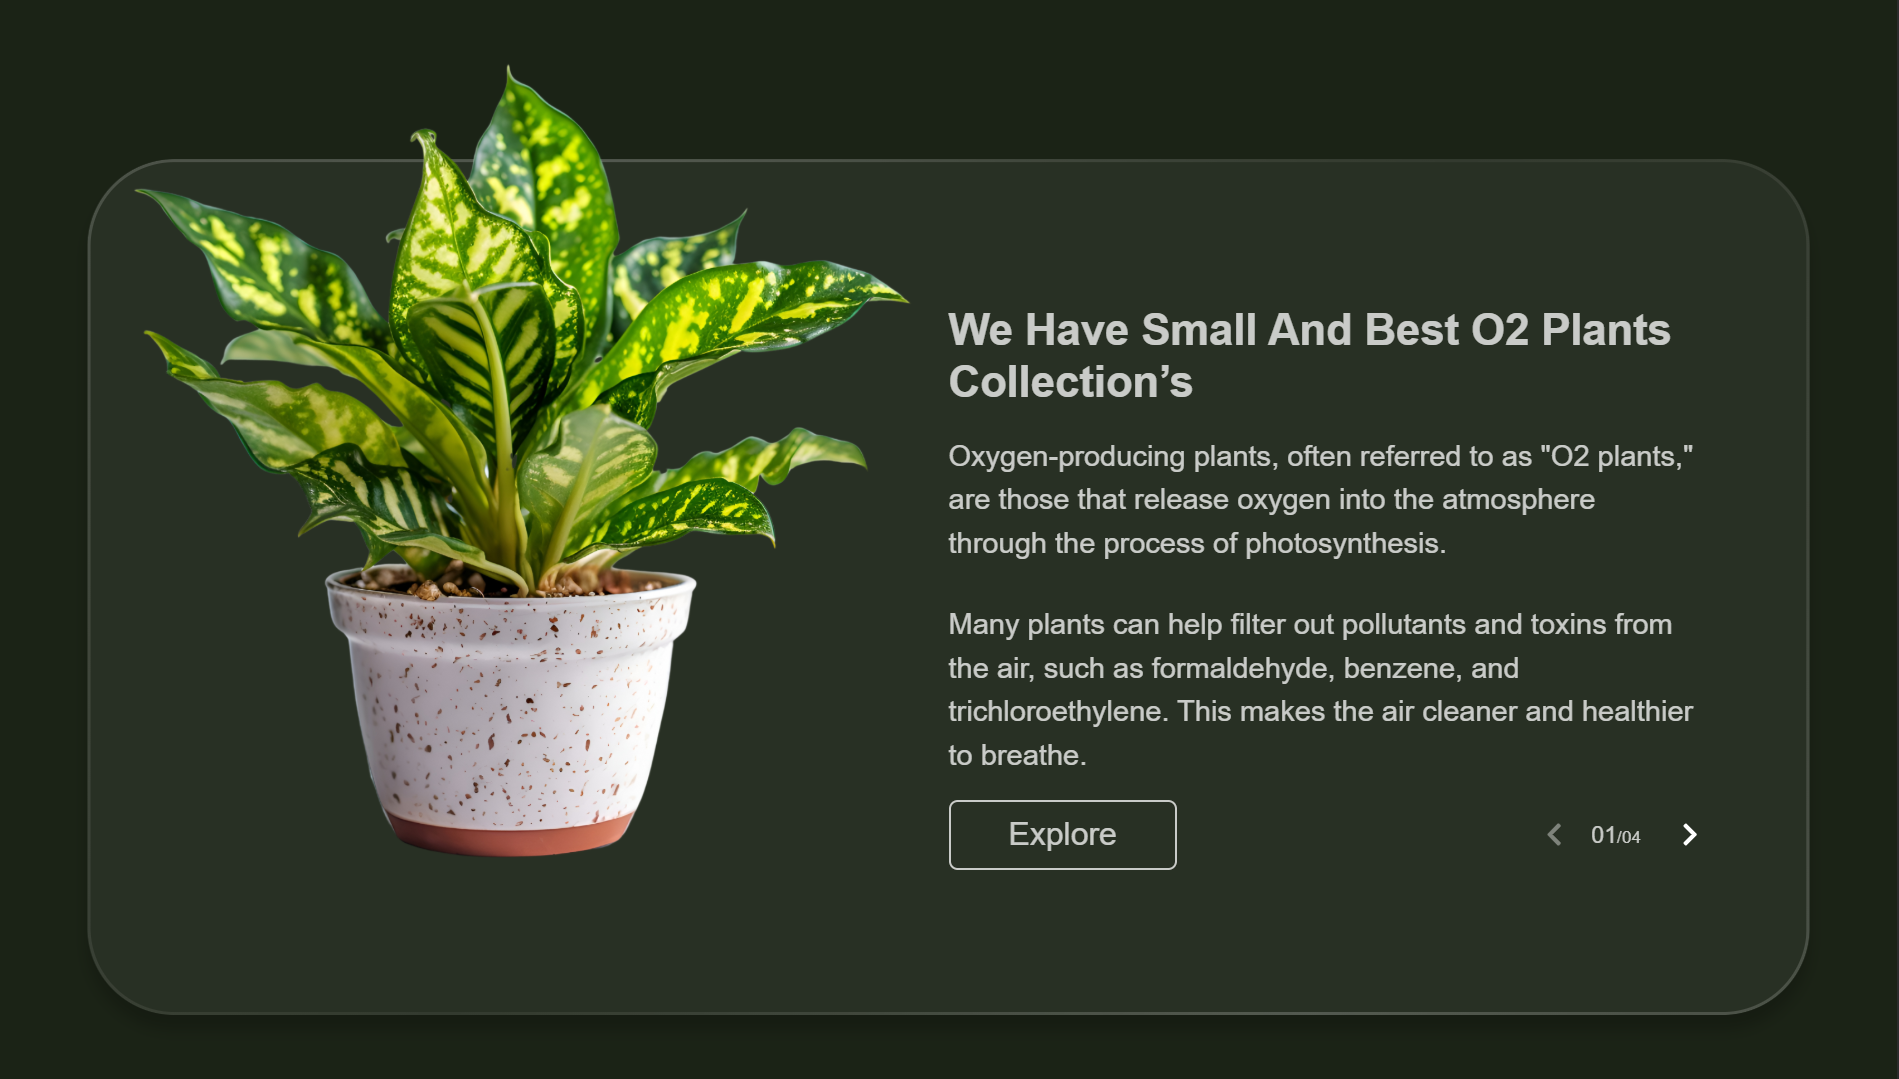 We Have Small And Best O2 Plants
Collection’s
Oxygen-producing plants, often referred to as "O2 plants,"
are those that release oxygen into the atmosphere
through the process of photosynthesis.
Many plants can help filter out pollutants and toxins from
the air, such as formaldehyde, benzene, and
trichloroethylene. This makes the air cleaner and healthier
to breathe.
Explore
01/04